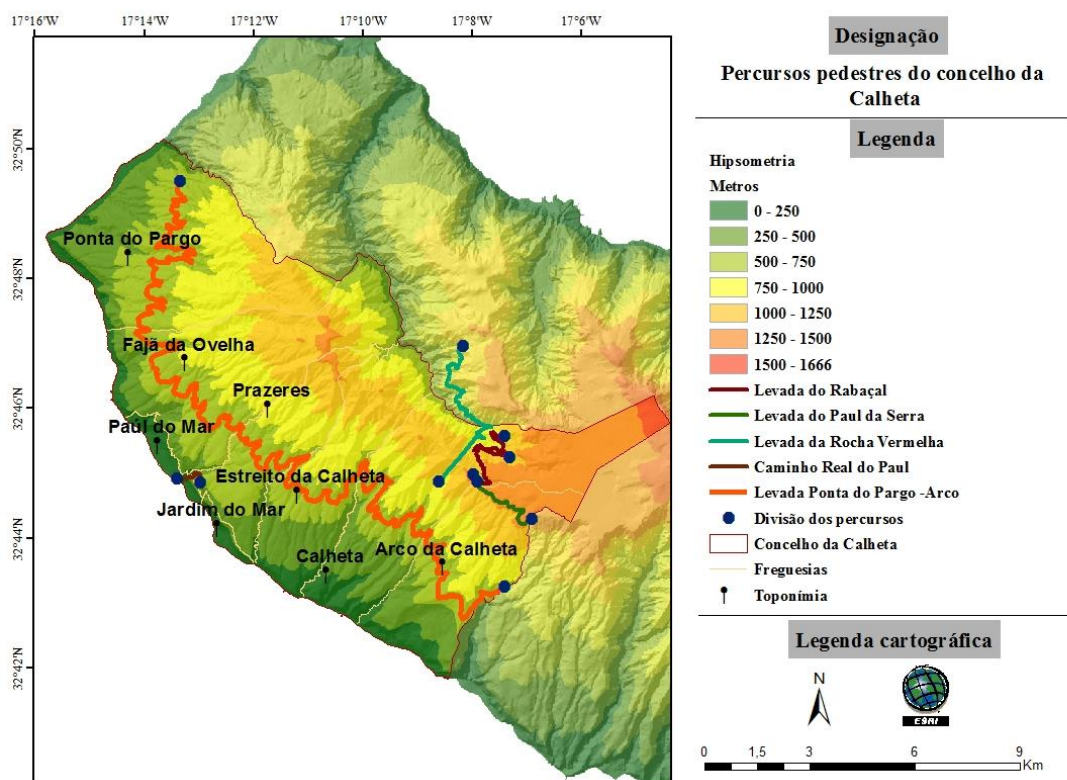 17°16'W 17°14'W 17°12'W 17°10'W 17°8'W 17°6'W
32°50'N
32°48'N
32°46'N
32°44'N
32°42'N
Ponta do Pargo
Fajã da Ovelha
Prazeres
Paúl do Mar
Estreito da Calheta
Jardim do Mar
Arco da Calheta
Calheta
Designação
Percursos pedestres do concelho da
Calheta
Legenda
Hipsometria
Metros
0 - 250
250 - 500
500 - 750
750 - 1000
1000 - 1250
1250 - 1500
1500 - 1666
Levada do Rabaçal
Levada do Paul da Serra
Levada da Rocha Vermelha
Caminho Real do Paul
Levada Ponta do Pargo -Arco
Divisão dos percursos
Concelho da Calheta
Freguesias
Toponímia
Legenda cartográfica
N
ESRI
0 1,5 3 6 9
Km